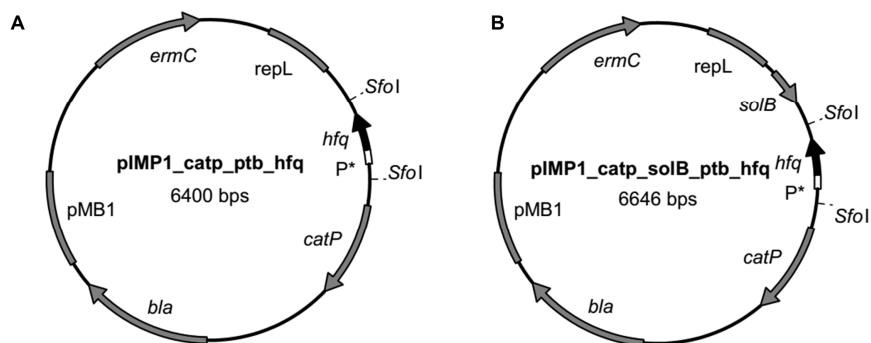 A
ermC
repL
SfoI
hfq
P*
SfoI
pIMP1_catp_ptb_hfq
6400 bps
pMB1
catP
bla
B
ermC
repL
solB
SfoI
hfq
P*
SfoI
pIMP1_catp_solB_ptb_hfq
6646 bps
pMB1
catP
bla